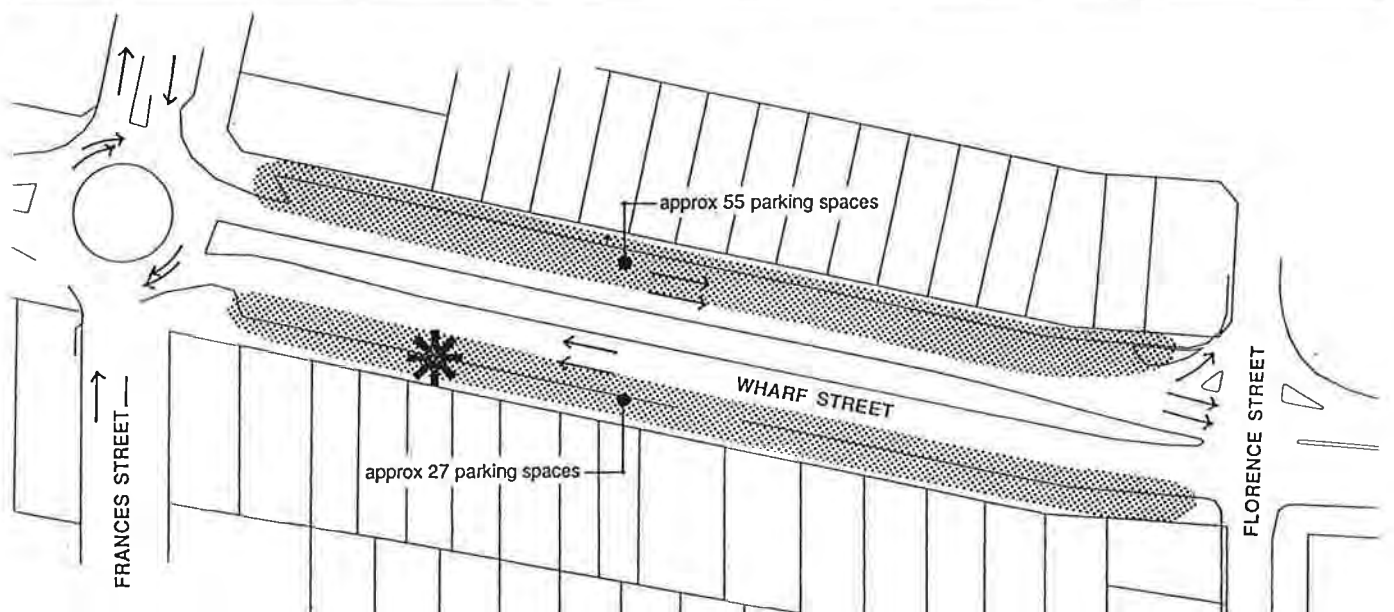 approx 55 parking spaces
WHARF STREET
approx 27 parking spaces
FRANCES STREET
FLORENCE STREET